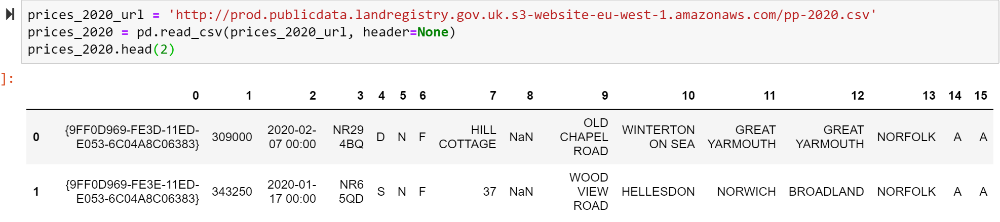 prices_2020_url = 'http://prod.publicdata.landregistry.gov.uk.s3-website-eu-west-1.amazonaws.com/pp-2020.csv'
prices_2020 = pd.read_csv(prices_2020_url, header=None)
prices_2020.head(2)
]:
0 1 2 3 4 5 6 7 8 9 10 11 12 13 14 15
0 {9FF0D969-FE3D-11ED-E053-6C04A8C06383} 309000 2020-02-07 00:00 NR29 4BQ D N F HILL COTTAGE NaN OLD CHAPEL ROAD WINTERTON ON SEA GREAT YARMOUTH GREAT YARMOUTH NORFOLK A A
1 {9FF0D969-FE3E-11ED-E053-6C04A8C06383} 343250 2020-01-17 00:00 NR6 5QD S N F 37 NaN WOOD VIEW ROAD HELLESDON NORWICH BROADLAND NORFOLK A A